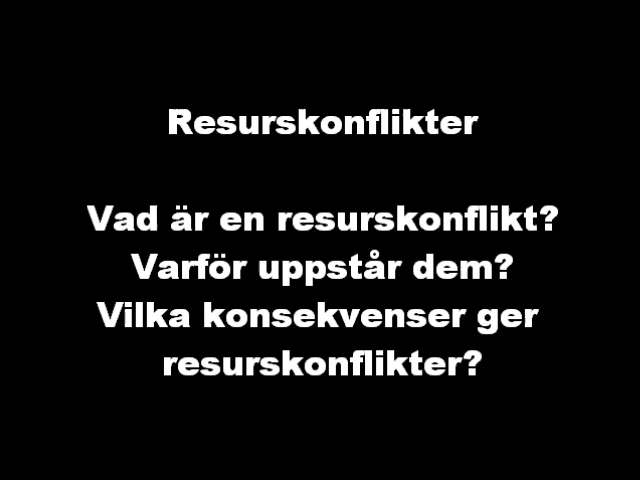 Resurskonflikter
Vad är en resurskonflikt?
Varför uppstår dem?
Vilka konsekvenser ger
resurskonflikter?